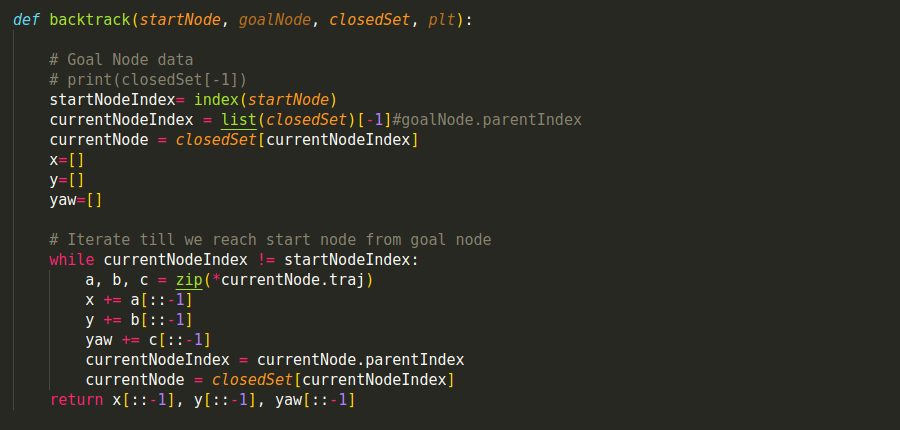 def backtrack(startNode, goalNode, closedSet, plt):
# Goal Node data
# print(closedSet[-1])
startNodeIndex= index(startNode)
currentNodeIndex = list(closedSet)[-1]#goalNode.parentIndex
currentNode = closedSet[currentNodeIndex]
x=[]
y=[]
yaw=[]
# Iterate till we reach start node from goal node
while currentNodeIndex != startNodeIndex:
a, b, c = zip(*currentNode.traj)
x += a[::-1]
y += b[::-1]
yaw += c[::-1]
currentNodeIndex = currentNode.parentIndex
currentNode = closedSet[currentNodeIndex]
return x[::-1], y[::-1], yaw[::-1]